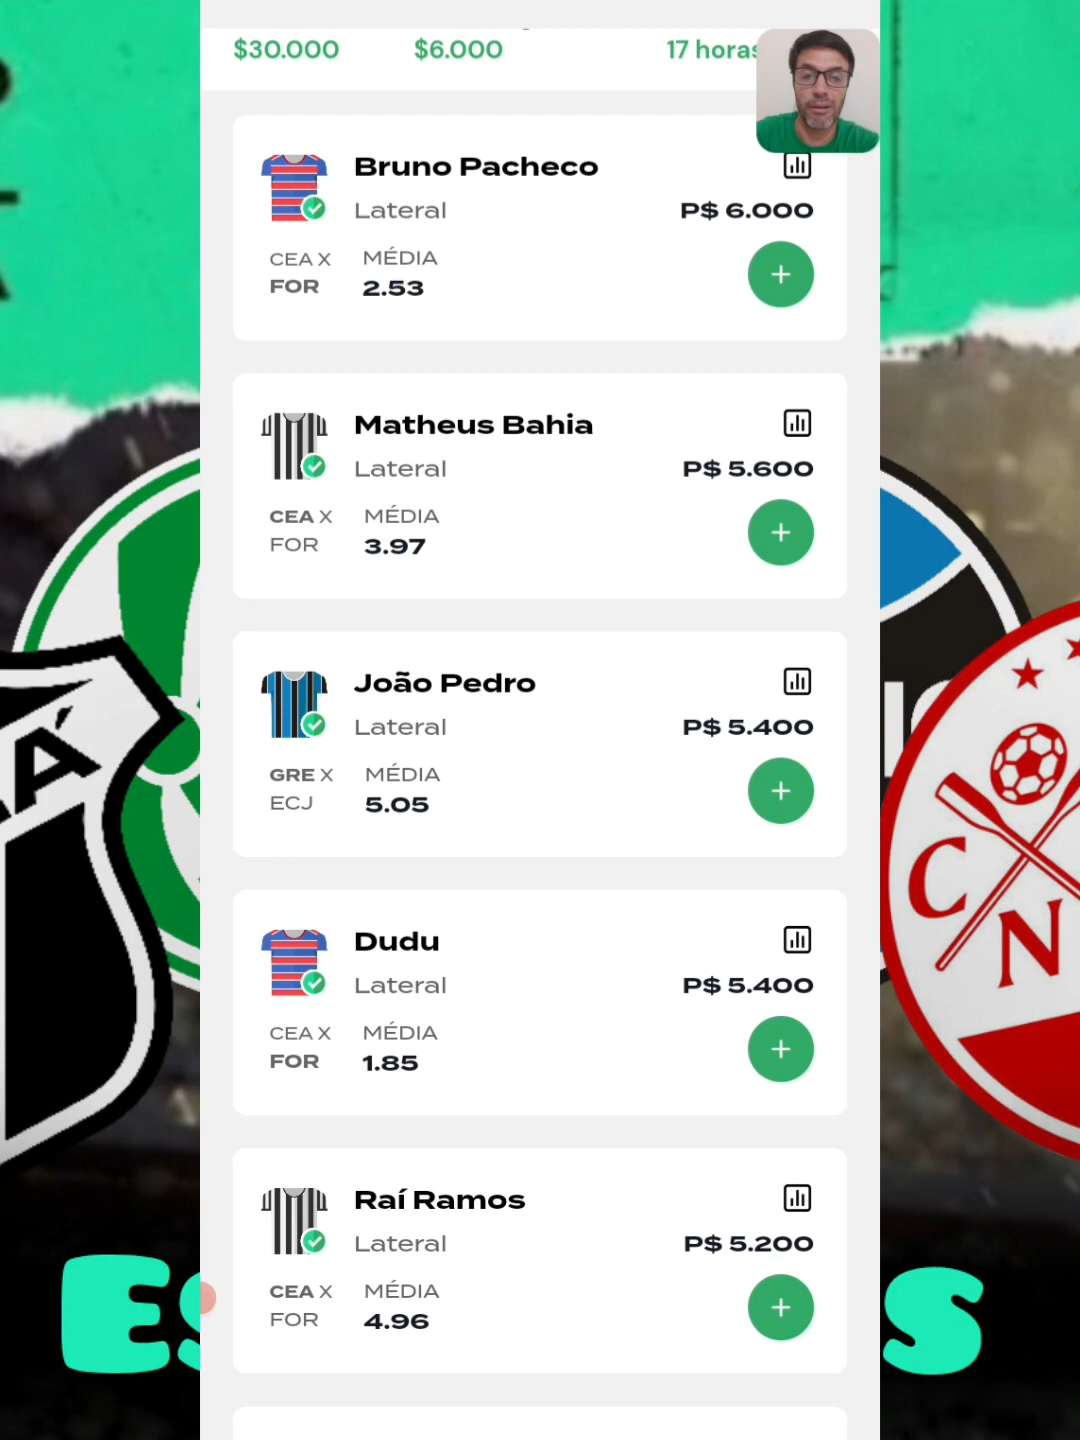 $30.000 $6.000 17 horas
Bruno Pacheco
Lateral P$ 6.000
CEA X MÉDIA
FOR 2.53
Matheus Bahia
Lateral P$ 5.600
CEA X MÉDIA
FOR 3.97
João Pedro
Lateral P$ 5.400
GRE X MÉDIA
ECJ 5.05
Dudu
Lateral P$ 5.400
CEA X MÉDIA
FOR 1.85
Raí Ramos
Lateral P$ 5.200
CEA X MÉDIA
FOR 4.96
C N